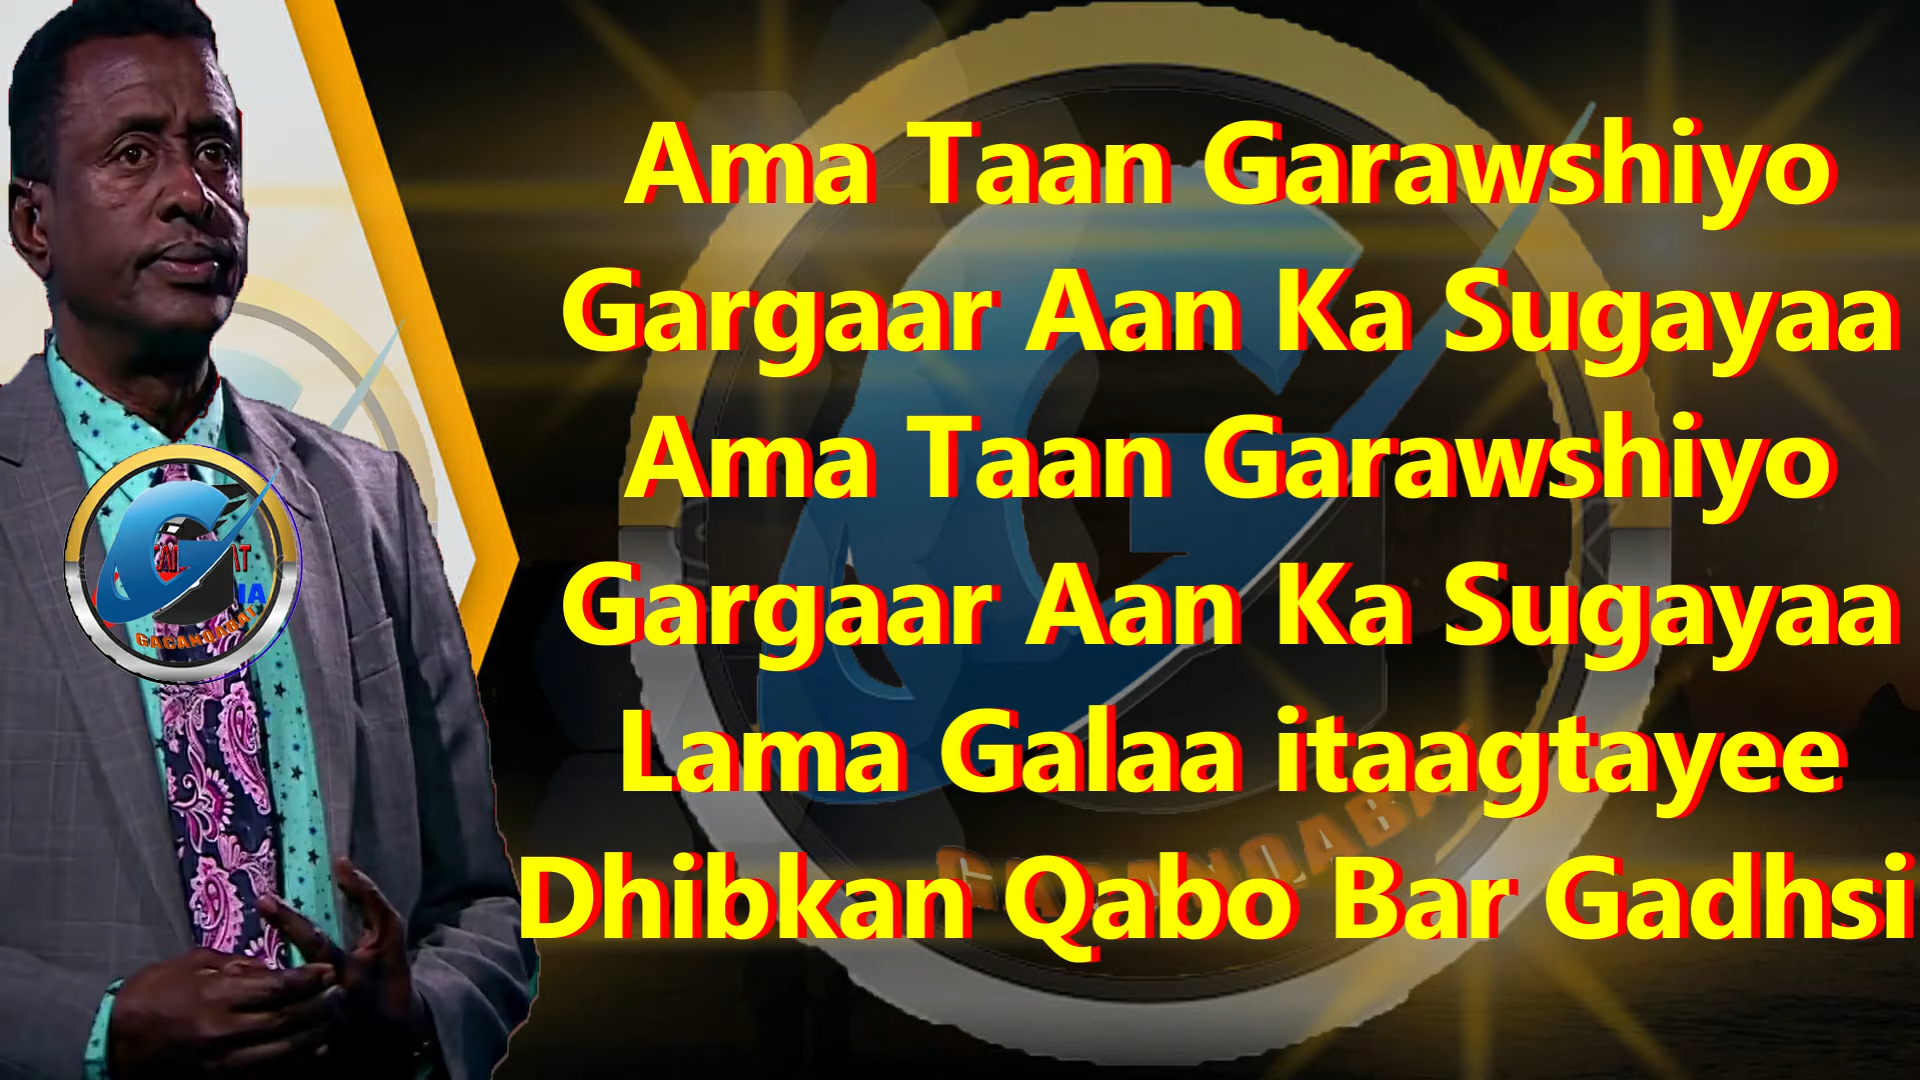 Ama Taan Garawshiyo
Gargaar Aan Ka Sugayaa
Ama Taan Garawshiyo
Gargaar Aan Ka Sugayaa
Lama Galaa itaagtayee
Dhibkan Qabo Bar Gadhsi